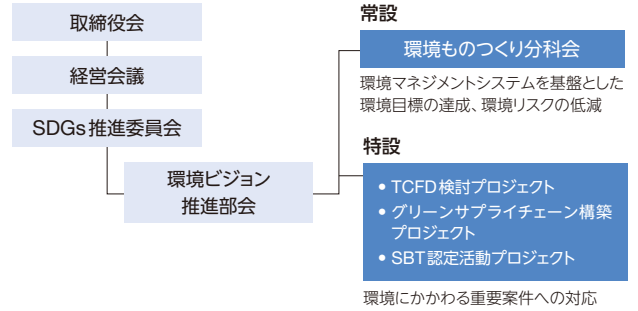 取締役会
経営会議
SDGs推進委員会
環境ビジョン
推進部会
常設
環境ものつくり分科会
環境マネジメントシステムを基盤とした
環境目標の達成、環境リスクの低減
特設
• TCFD検討プロジェクト
• グリーンサプライチェーン構築
プロジェクト
• SBT認定活動プロジェクト
環境にかかわる重要案件への対応